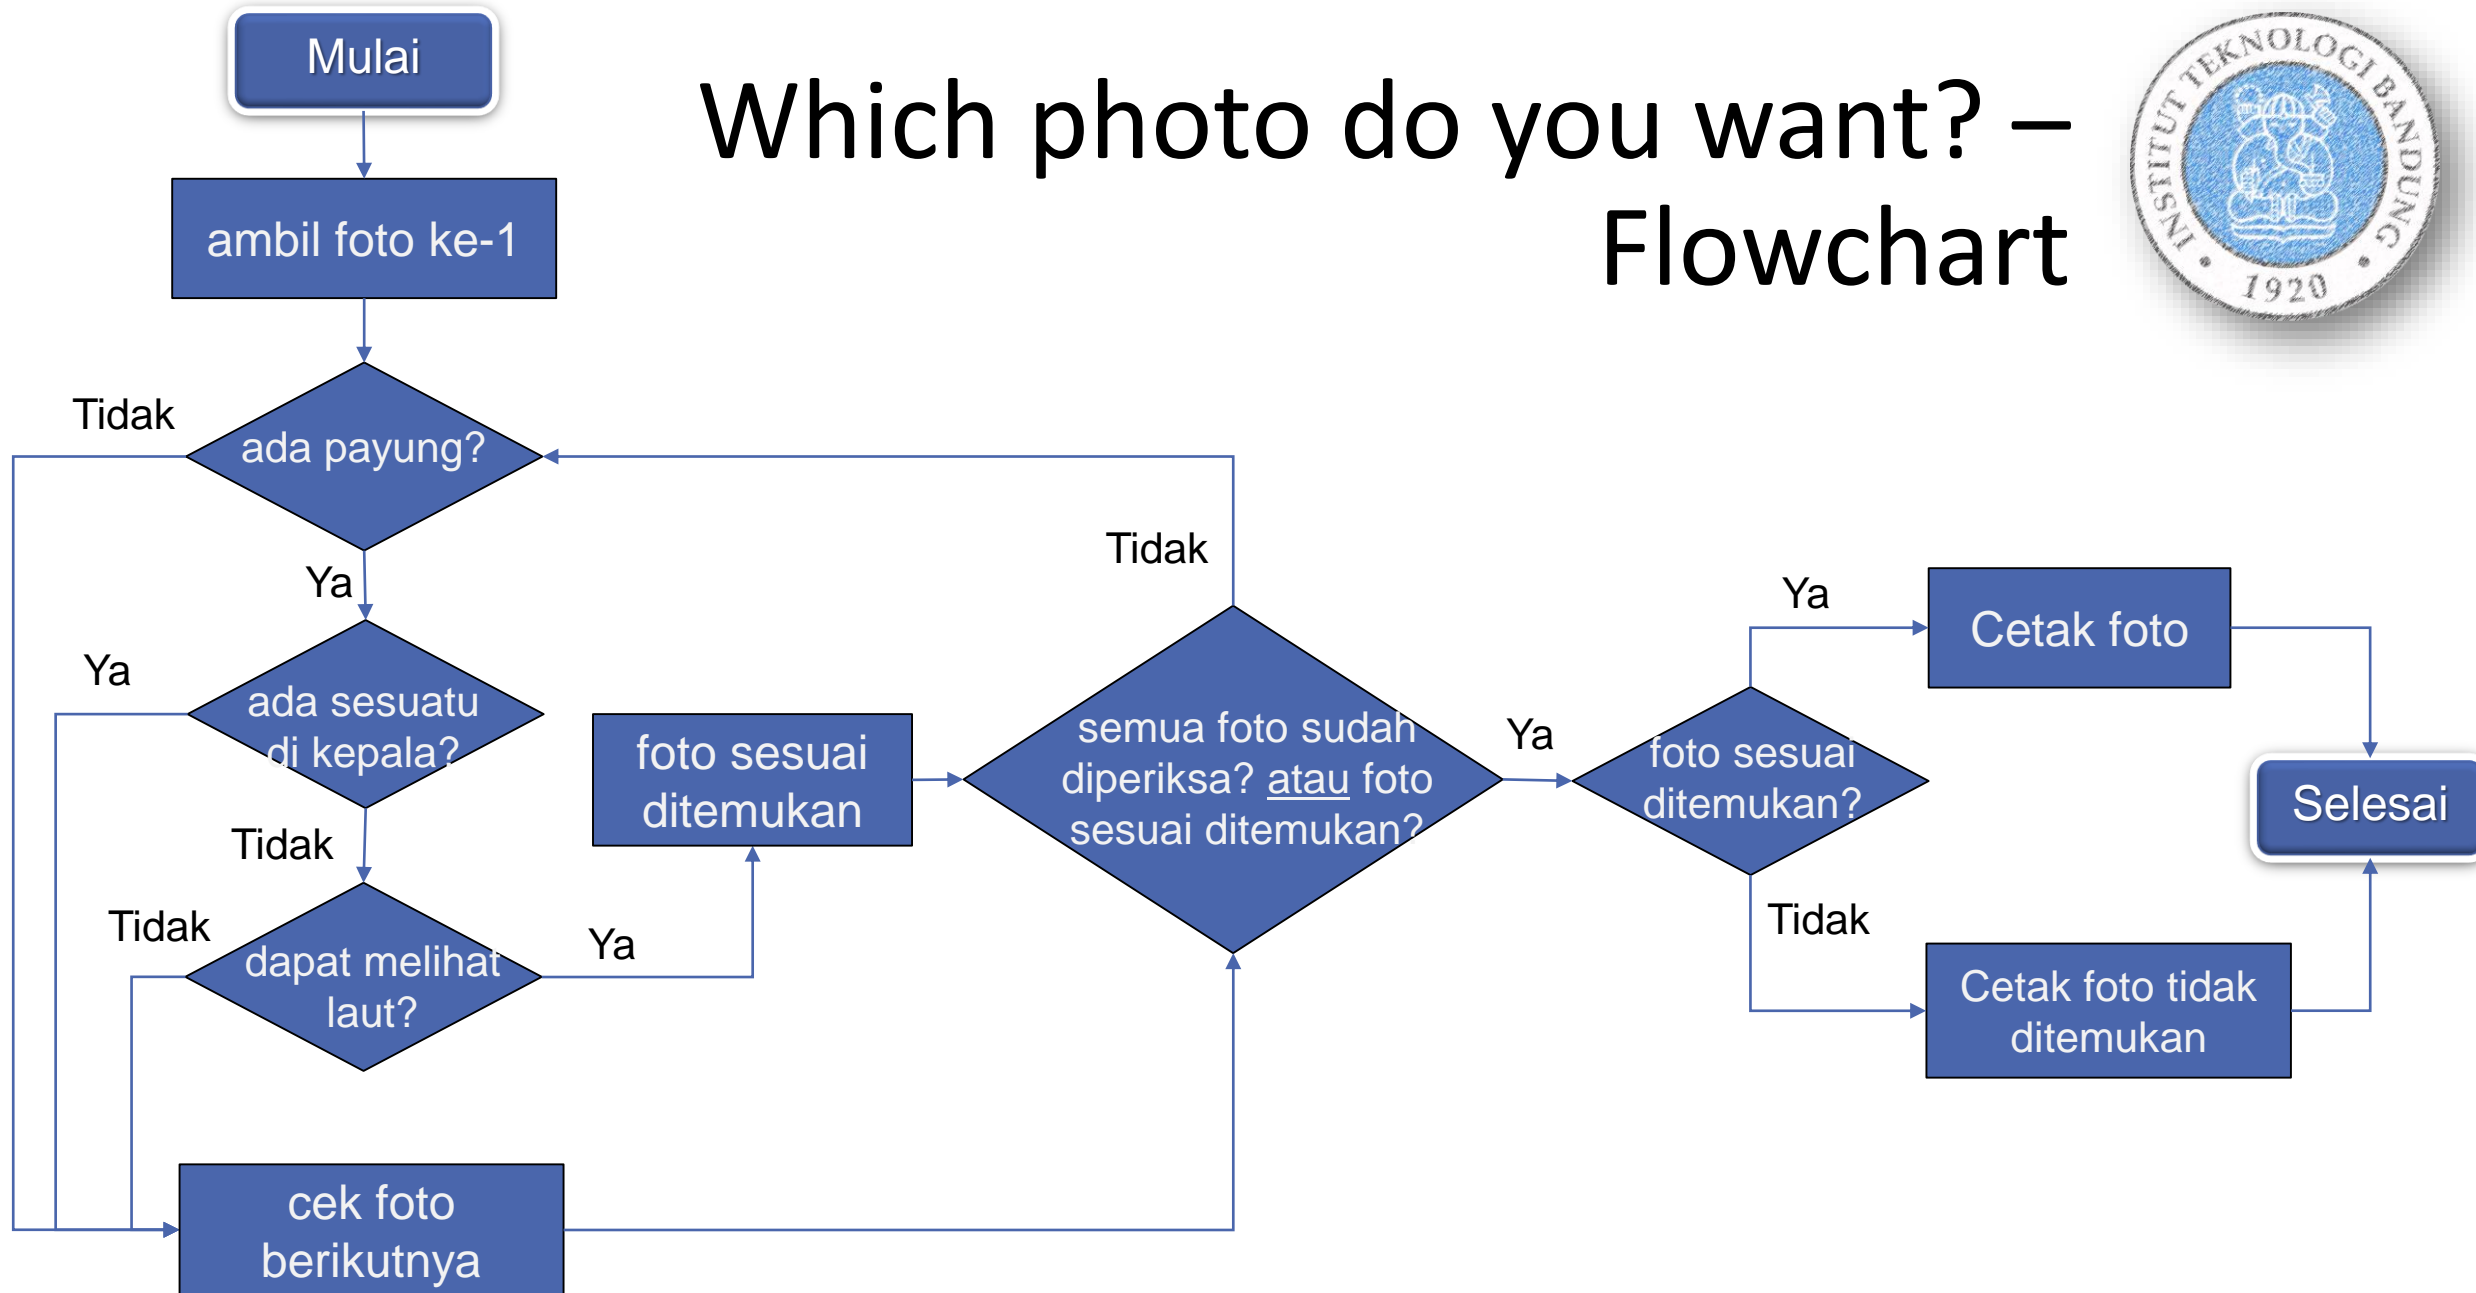 Mulai
Which photo do you want? –
Flowchart
INSTITUT TEKNOLOGI BANDUNG
1920
ambil foto ke-1
Tidak
ada payung?
Ya
Ya
ada sesuatu
di kepala?
Tidak
Tidak
dapat melihat
laut?
Ya
foto sesuai
ditemukan
Tidak
semua foto sudah
diperiksa? atau foto
sesuai ditemukan?
Ya
foto sesuai
ditemukan?
Ya
Cetak foto
Selesai
Tidak
Cetak foto tidak
ditemukan
cek foto
berikutnya